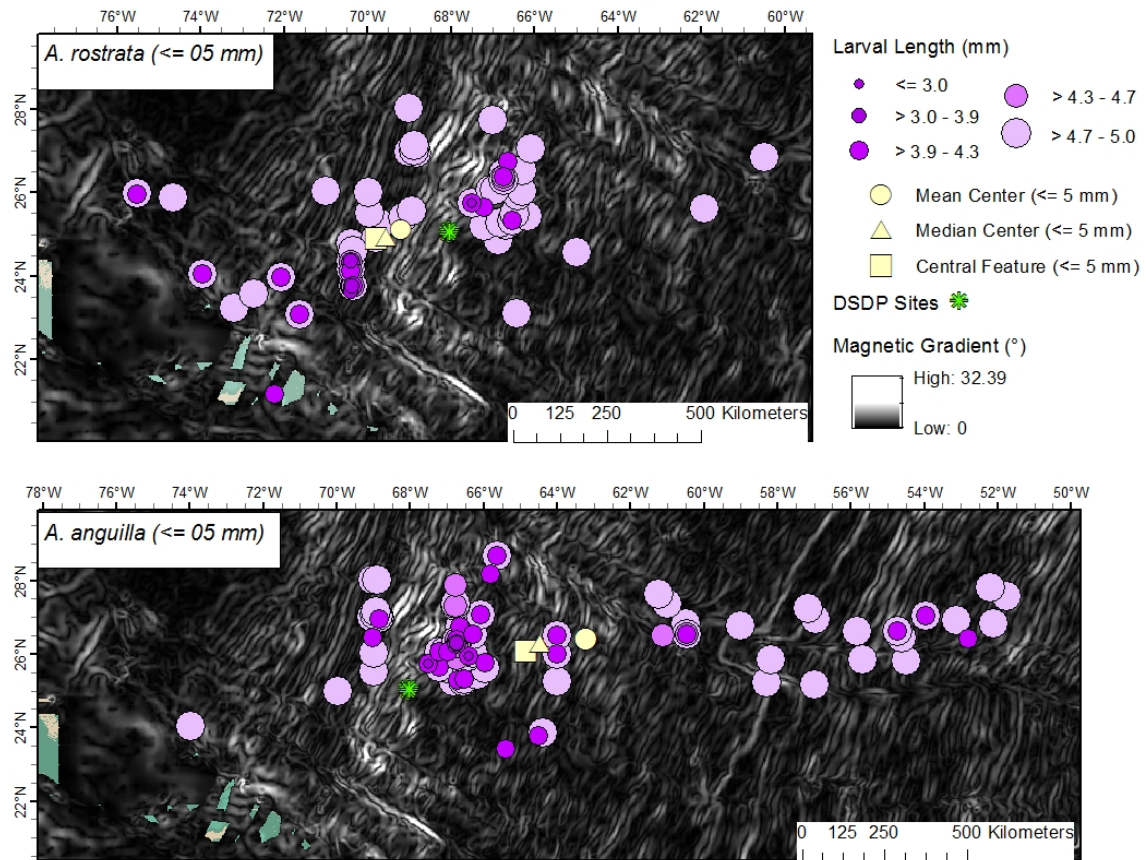 76°W 74°W 72°W 70°W 68°W 66°W 64°W 62°W 60°W
A. rostrata (<= 05 mm)
28°N
26°N
24°N
22°N
0 125 250 500 Kilometers
Larval Length (mm)
<= 3.0
> 3.0 - 3.9
> 3.9 - 4.3
> 4.3 - 4.7
> 4.7 - 5.0
Mean Center (<= 5 mm)
Median Center (<= 5 mm)
Central Feature (<= 5 mm)
DSDP Sites
Magnetic Gradient (°)
High: 32.39
Low: 0
78°W 76°W 74°W 72°W 70°W 68°W 66°W 64°W 62°W 60°W 58°W 56°W 54°W 52°W 50°W
A. anguilla (<= 05 mm)
28°N
26°N
24°N
22°N
0 125 250 500 Kilometers